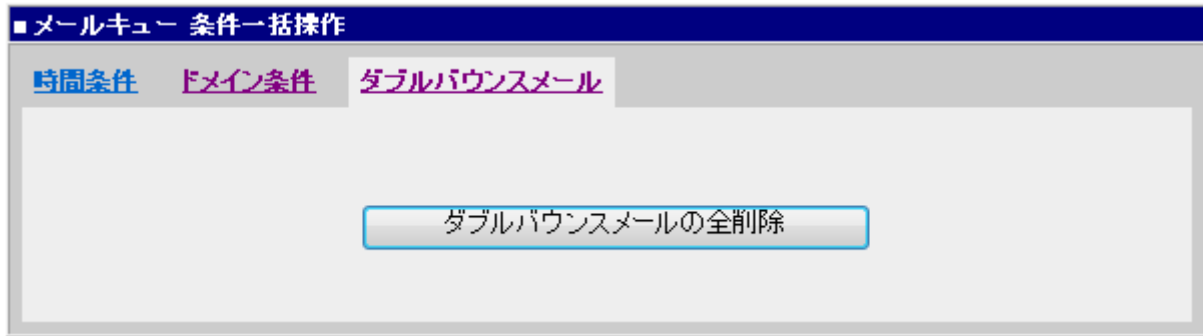 ■メールキュー 条件一括操作
時間条件 ドメイン条件 ダブルバウンスメール
ダブルバウンスメールの全削除